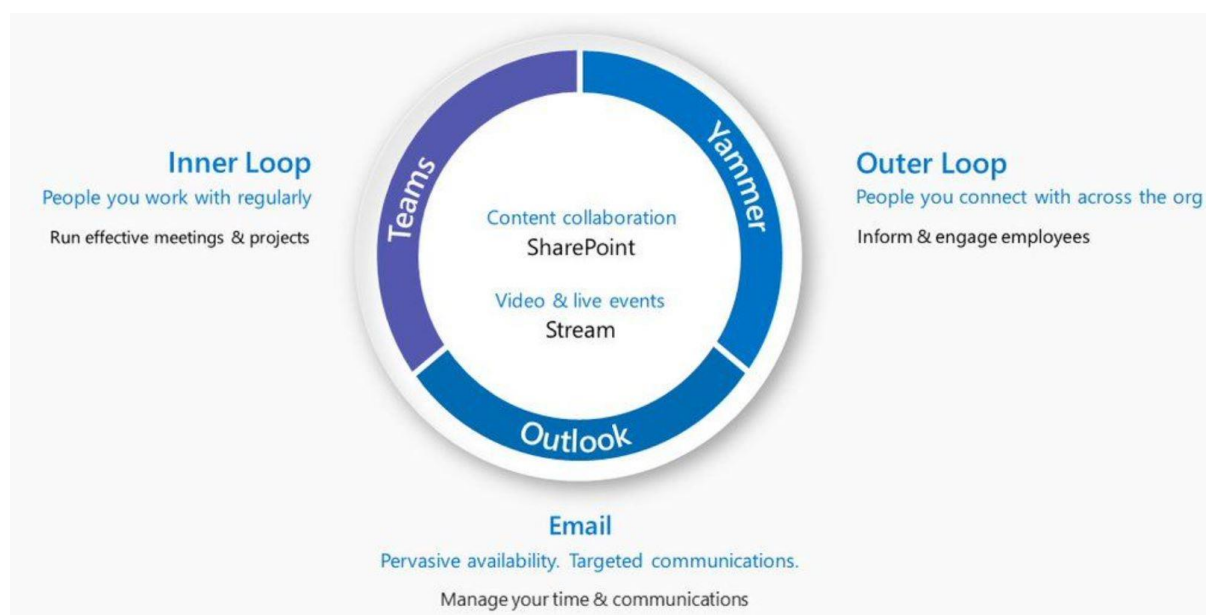 Inner Loop
People you work with regularly
Run effective meetings & projects
Teams
Yammer
Outlook
Content collaboration
SharePoint
Video & live events
Stream
Outer Loop
People you connect with across the org
Inform & engage employees
Email
Pervasive availability. Targeted communications.
Manage your time & communications